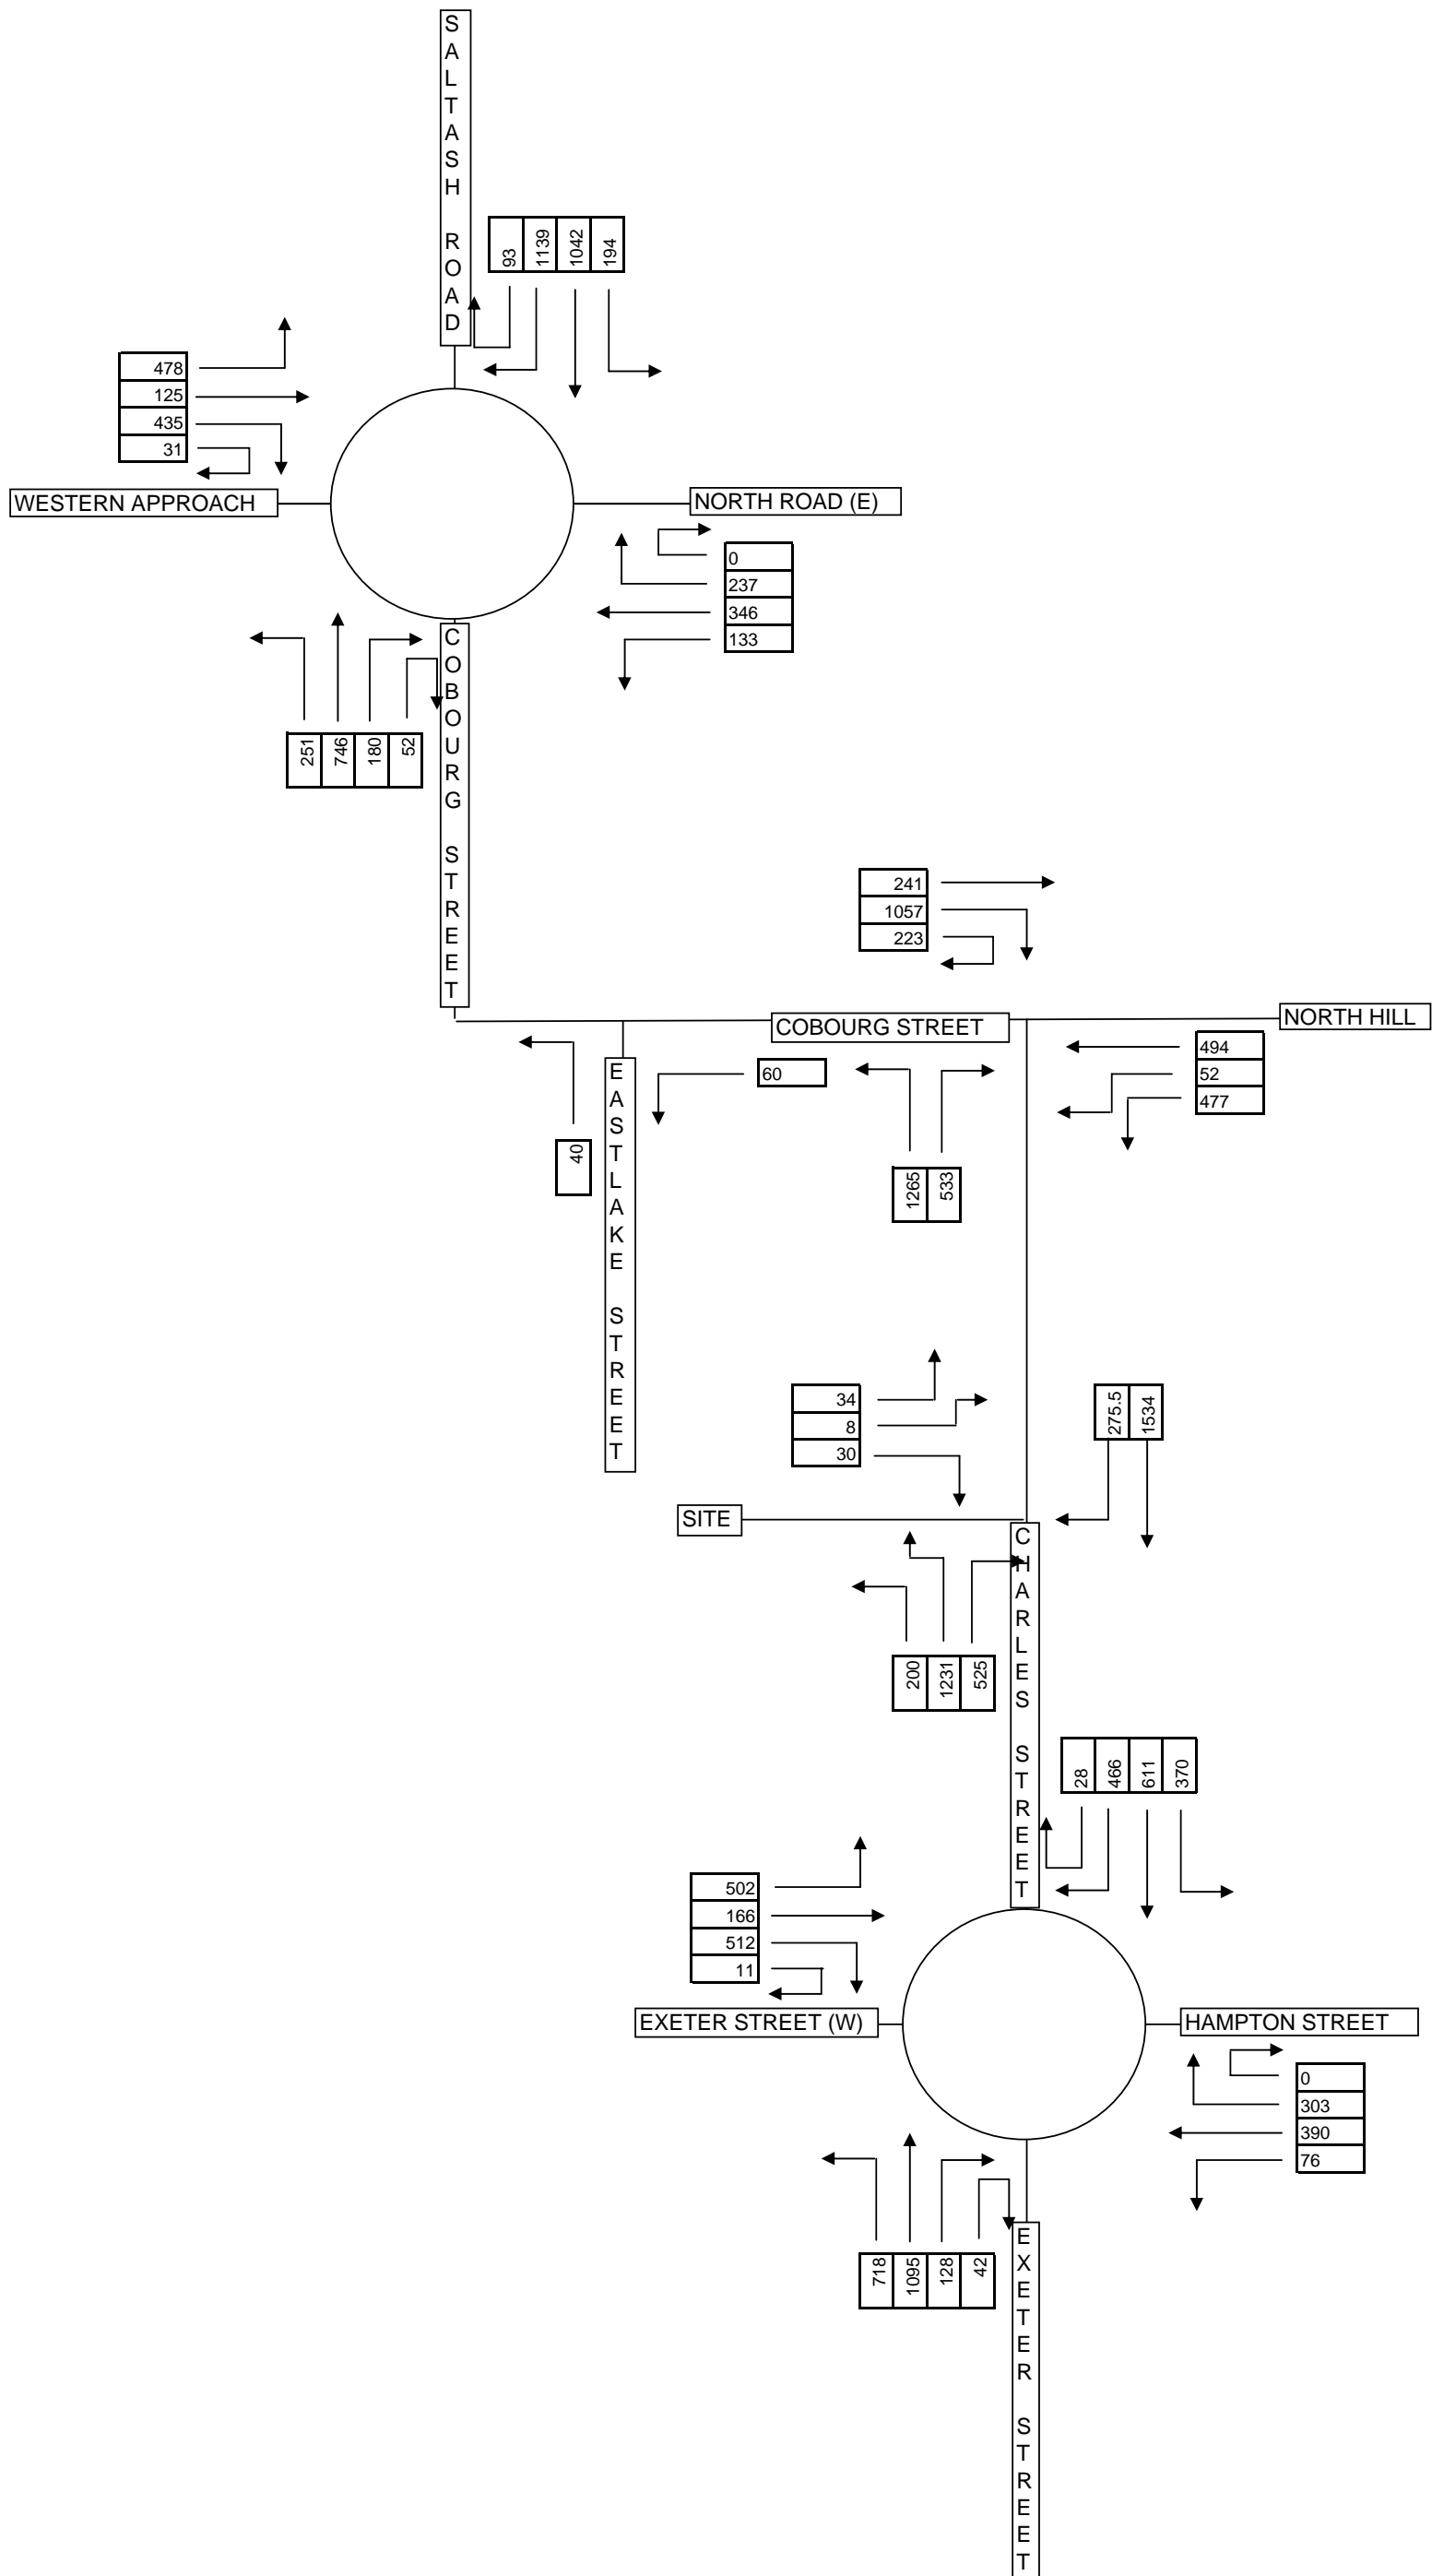 SALTASH ROAD
93 1139 1042 194
478
125
435
31
WESTERN APPROACH
NORTH ROAD (E)
0
237
346
133
COBOURG STREET
251 746 180 52
241
1057
223
COBOURG STREET
NORTH HILL
494
52
477
60
EASTLAKE STREET
40
1265 533
34
8
30
275.5 1534
SITE
CHARLES STREET
200 1231 525
28 466 611 370
502
166
512
11
EXETER STREET (W)
HAMPTON STREET
0
303
390
76
718 1095 128 42
EXETER STREET